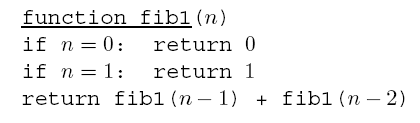 function fib1(n)
if n = 0: return 0
if n = 1: return 1
return fib1(n − 1) + fib1(n − 2)